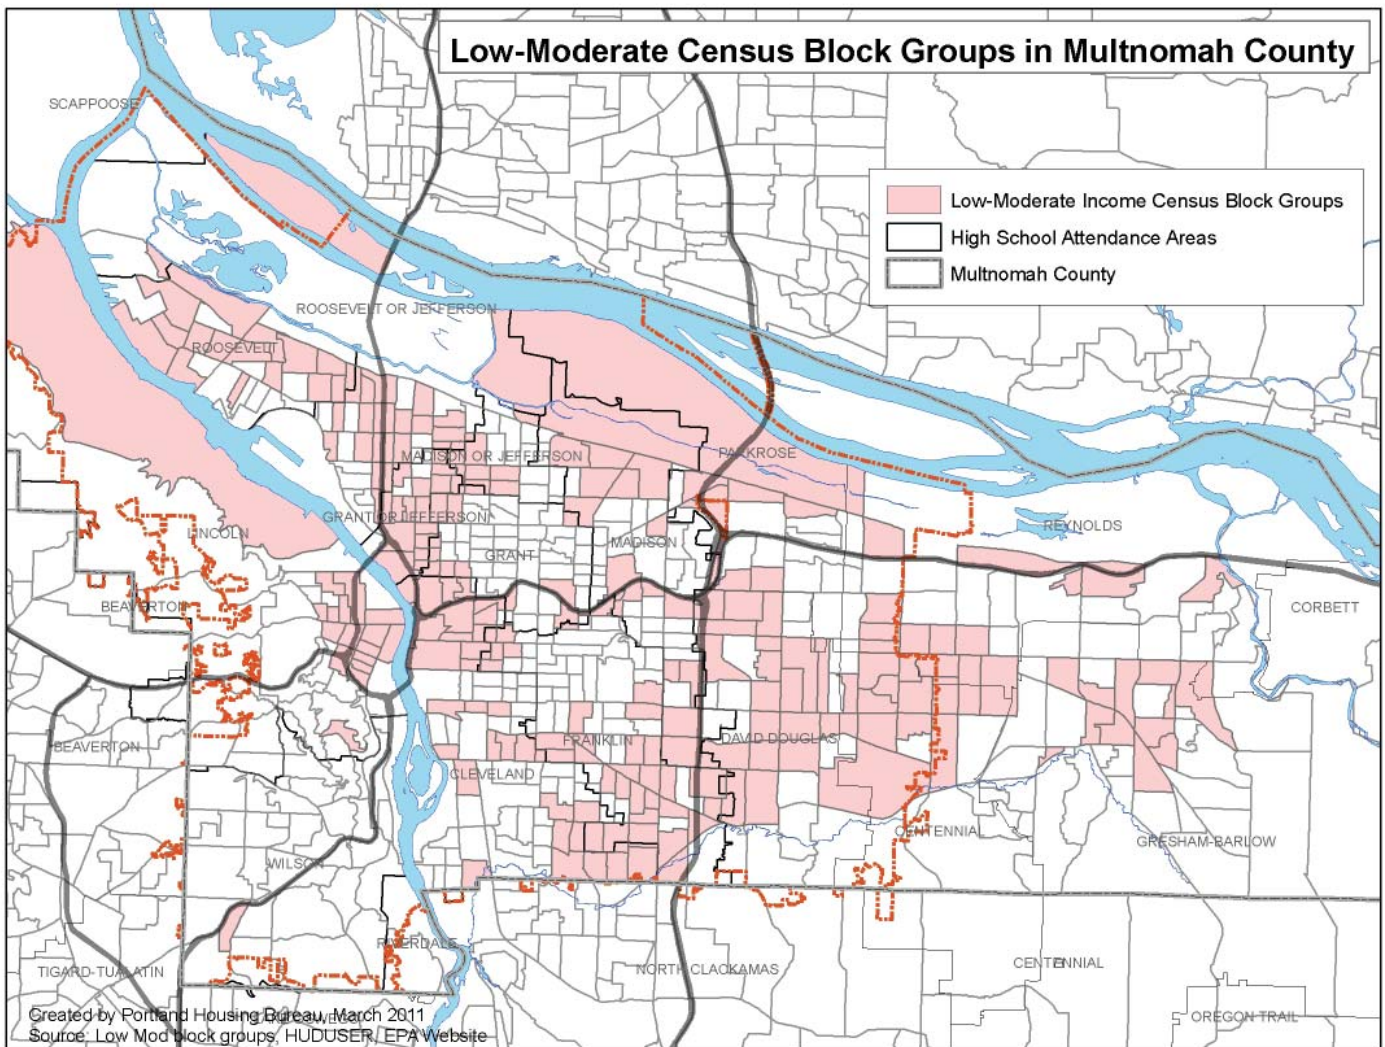 Low-Moderate Census Block Groups in Multnomah County
SCAPPOOSE
Low-Moderate Income Census Block Groups
High School Attendance Areas
Multnomah County
ROOSEVELT OR JEFFERSON
ROOSEVELT
MADISON OR JEFFERSON
PARKROSE
GRANT OR JEFFERSON
REYNOLDS
LINCOLN
MADISON
GRANT
BEAVERTON
CORBETT
BEAVERTON
FRANKLIN
DAVID DOUGLAS
CLEVELAND
CENTENNIAL
GRESHAM-BARLOW
WILSON
RIVERDALE
TIGARD-TUALATIN
NORTH CLACKAMAS
CENTENNIAL
OREGON TRAIL
Created by Portland Housing Bureau, March 2011
Source: Low Mod block groups, HUDUSER, EPA Website